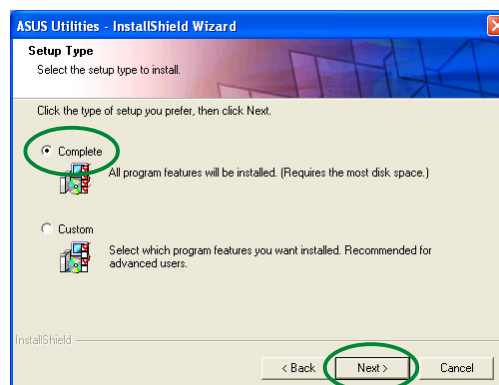 ASUS Utilities - InstallShield Wizard
Setup Type
Select the setup type to install.
Click the type of setup you prefer, then click Next.
Complete
All program features will be installed. (Requires the most disk space.)
Custom
Select which program features you want installed. Recommended for
advanced users.
InstallShield
< Back
Next >
Cancel